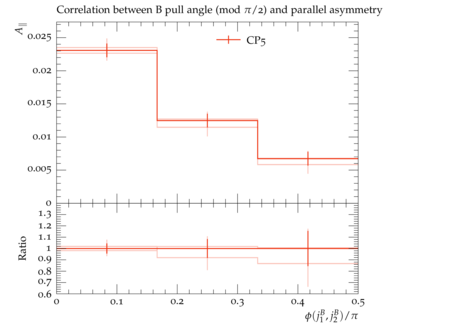 Correlation between B pull angle (mod π/2) and parallel asymmetry
A∥
CP5
0.025
0.02
0.015
0.01
0.005
0
Ratio
1.3
1.2
1.1
1
0.9
0.8
0.7
0.6
0 0.1 0.2 0.3 0.4 0.5
ϕ(j₁ᴮ, j₂ᴮ)/π